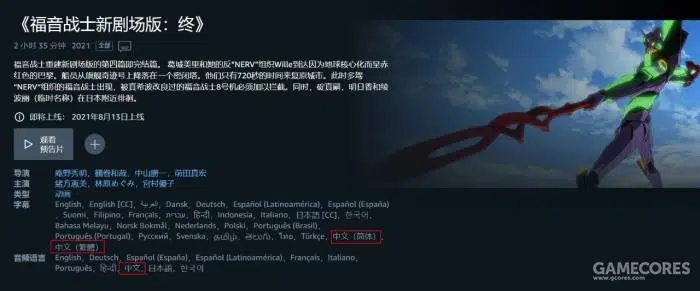 《福音战士新剧场版：终》
2 小时 35 分钟 2021 全部
福音战士重建新剧场版的第四篇即完结篇。 葛城美里和她的反"NERV"组织Wille到达因为地球核心化而呈赤
红色的巴黎。船员从旗舰奇迹号上降落在一个密闭塔。他们只有720秒的时间来复原城市。此时多驾
"NERV"组织的福音战士出现，被真希波改良过的福音战士8号机必须加以拦截。同时，碇真嗣，明日香和绫
波丽（临时名称）在日本附近徘徊。
即将上线： 2021年8月13日上线
观看
预告片
导演 庵野秀明、鶴巻和哉、中山勝一、前田真宏
主演 緒方恵美、林原めぐみ、宮村優子
类型 动画
字幕 English、English [CC]、العربية、Dansk、Deutsch、Español (Latinoamérica)、Español (España)
、Suomi、Filipino、Français、עברית、हिन्दी、Indonesia、Italiano、日本語 [CC]、한국어、
Bahasa Melayu、Norsk Bokmål、Nederlands、Polski、Português (Brasil)、
Português (Portugal)、Русский、Svenska、தமிழ்、తెలుగు、ไทย、Türkçe、中文（简体）、
中文（繁體）
音频语言 English、Deutsch、Español (España)、Español (Latinoamérica)、Français、Italiano、
Português、हिन्दी、中文、日本語、한국어
GAMECORES
www.gcores.com